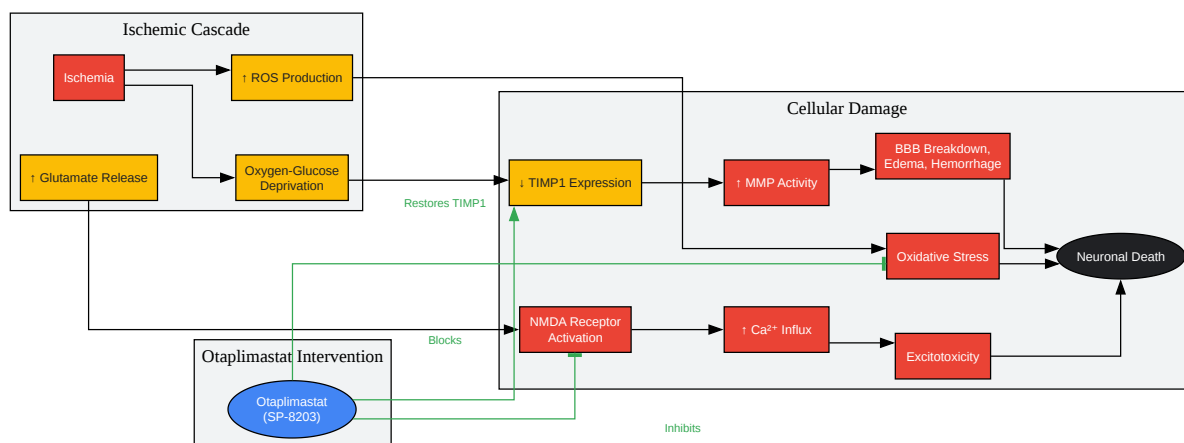 Ischemic Cascade
Ischemia
↑ ROS Production
↑ Glutamate Release
Oxygen-Glucose
Deprivation
Cellular Damage
↓ TIMP1 Expression
↑ MMP Activity
BBB Breakdown,
Edema, Hemorrhage
Restores TIMP1
Oxidative Stress
Neuronal Death
NMDA Receptor
Activation
↑ Ca²⁺ Influx
Excitotoxicity
Blocks
Otaplimastat Intervention
Otaplimastat
(SP-8203)
Inhibits